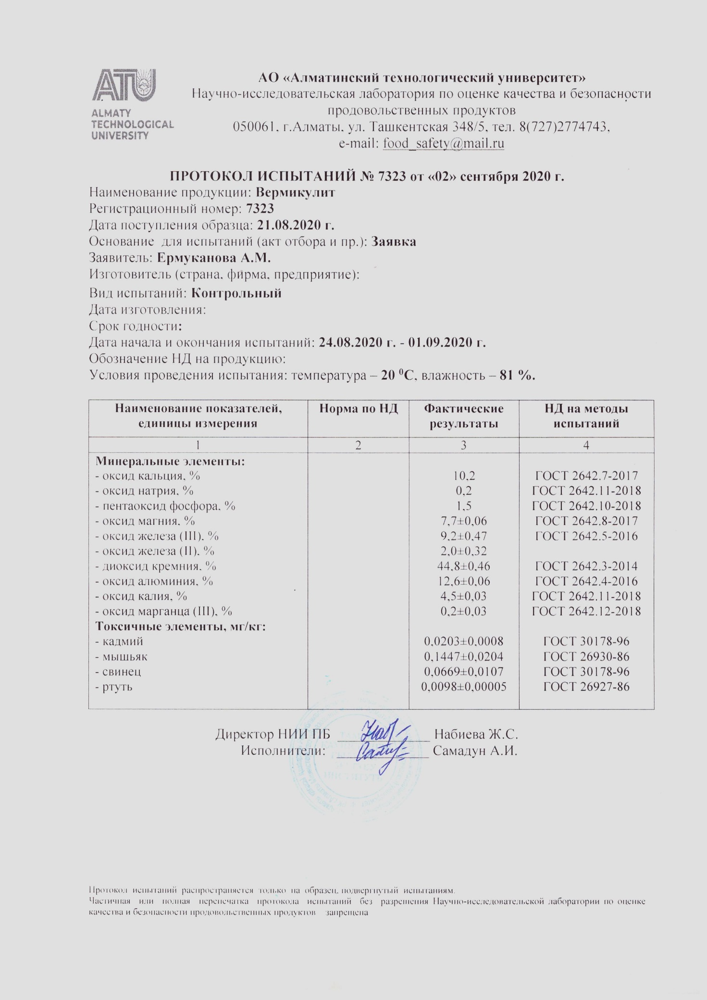 ATU
ALMATY
TECHNOLOGICAL
UNIVERSITY
АО «Алматинский технологический университет»
Научно-исследовательская лаборатория по оценке качества и безопасности
продовольственных продуктов
050061, г.Алматы, ул. Ташкентская 348/5, тел. 8(727)2774743,
e-mail: food_safety@mail.ru
ПРОТОКОЛ ИСПЫТАНИЙ № 7323 от «02» сентября 2020 г.
Наименование продукции: Вермикулит
Регистрационный номер: 7323
Дата поступления образца: 21.08.2020 г.
Основание для испытаний (акт отбора и пр.): Заявка
Заявитель: Ермуканова А.М.
Изготовитель (страна, фирма, предприятие):
Вид испытаний: Контрольный
Дата изготовления:
Срок годности:
Дата начала и окончания испытаний: 24.08.2020 г. - 01.09.2020 г.
Обозначение НД на продукцию:
Условия проведения испытания: температура – 20 ⁰С, влажность – 81 %.
Наименование показателей, единицы измерения Норма по НД Фактические результаты НД на методы испытаний
1 2 3 4
Минеральные элементы:
- оксид кальция, % 10,2 ГОСТ 2642.7-2017
- оксид натрия, % 0,2 ГОСТ 2642.11-2018
- пентаоксид фосфора, % 1,5 ГОСТ 2642.10-2018
- оксид магния, % 7,7±0,06 ГОСТ 2642.8-2017
- оксид железа (III), % 9,2±0,47 ГОСТ 2642.5-2016
- оксид железа (II), % 2,0±0,32
- диоксид кремния, % 44,8±0,46 ГОСТ 2642.3-2014
- оксид алюминия, % 12,6±0,06 ГОСТ 2642.4-2016
- оксид калия, % 4,5±0,03 ГОСТ 2642.11-2018
- оксид марганца (III), % 0,2±0,03 ГОСТ 2642.12-2018
Токсичные элементы, мг/кг:
- кадмий 0,0203±0,0008 ГОСТ 30178-96
- мышьяк 0,1447±0,0204 ГОСТ 26930-86
- свинец 0,0669±0,0107 ГОСТ 30178-96
- ртуть 0,0098±0,00005 ГОСТ 26927-86
Директор НИИ ПБ Набиева Ж.С.
Исполнители: Самадун А.И.
Протокол испытаний распространяется только на образец, подвергнутый испытаниям.
Частичная или полная перепечатка протокола испытаний без разрешения Научно-исследовательской лаборатории по оценке
качества и безопасности продовольственных продуктов запрещена